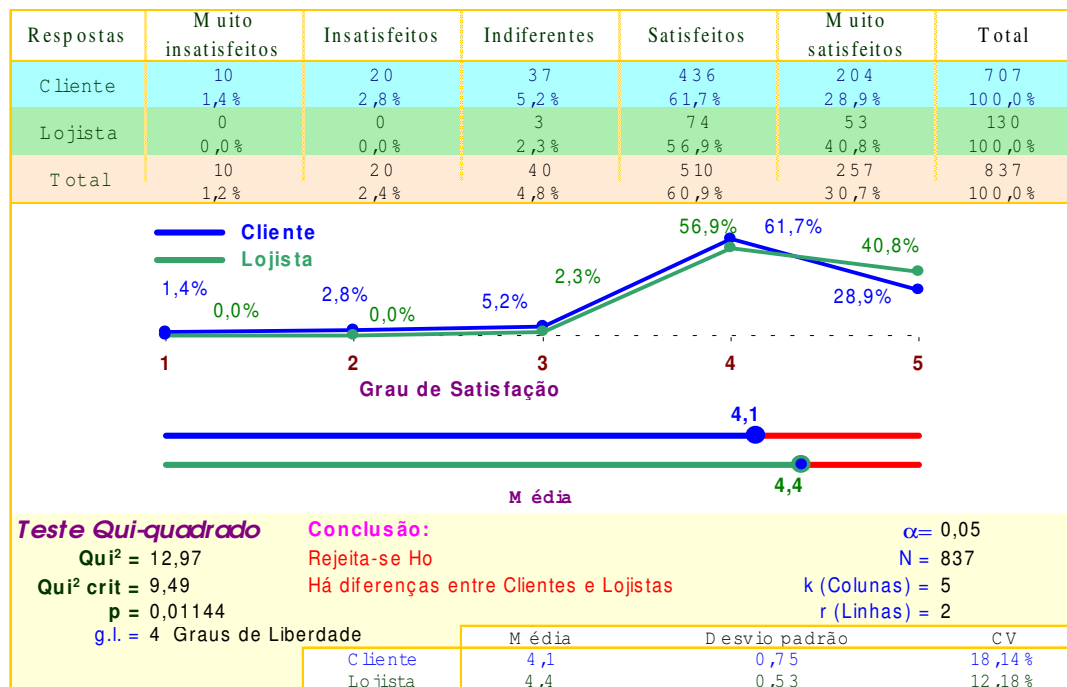 Respostas Muito insatisfeitos Insatisfeitos Indiferentes Satisfeitos Muito satisfeitos Total
Cliente 10 20 37 436 204 707
1,4% 2,8% 5,2% 61,7% 28,9% 100,0%
Lojista 0 0 3 74 53 130
0,0% 0,0% 2,3% 56,9% 40,8% 100,0%
Total 10 20 40 510 257 837
1,2% 2,4% 4,8% 60,9% 30,7% 100,0%
Cliente
Lojista
56,9% 61,7%
40,8%
2,3%
1,4% 2,8% 5,2% 28,9%
0,0% 0,0%
1 2 3 4 5
Grau de Satisfação
4,1
4,4
Média
Teste Qui-quadrado Conclusão: α= 0,05
Qui² = 12,97 Rejeita-se Ho N = 837
Qui² crit = 9,49 Há diferenças entre Clientes e Lojistas k (Colunas) = 5
p = 0,01144 r (Linhas) = 2
g.l. = 4 Graus de Liberdade
Média Desvio padrão CV
Cliente 4,1 0,75 18,14%
Lojista 4,4 0,53 12,18%